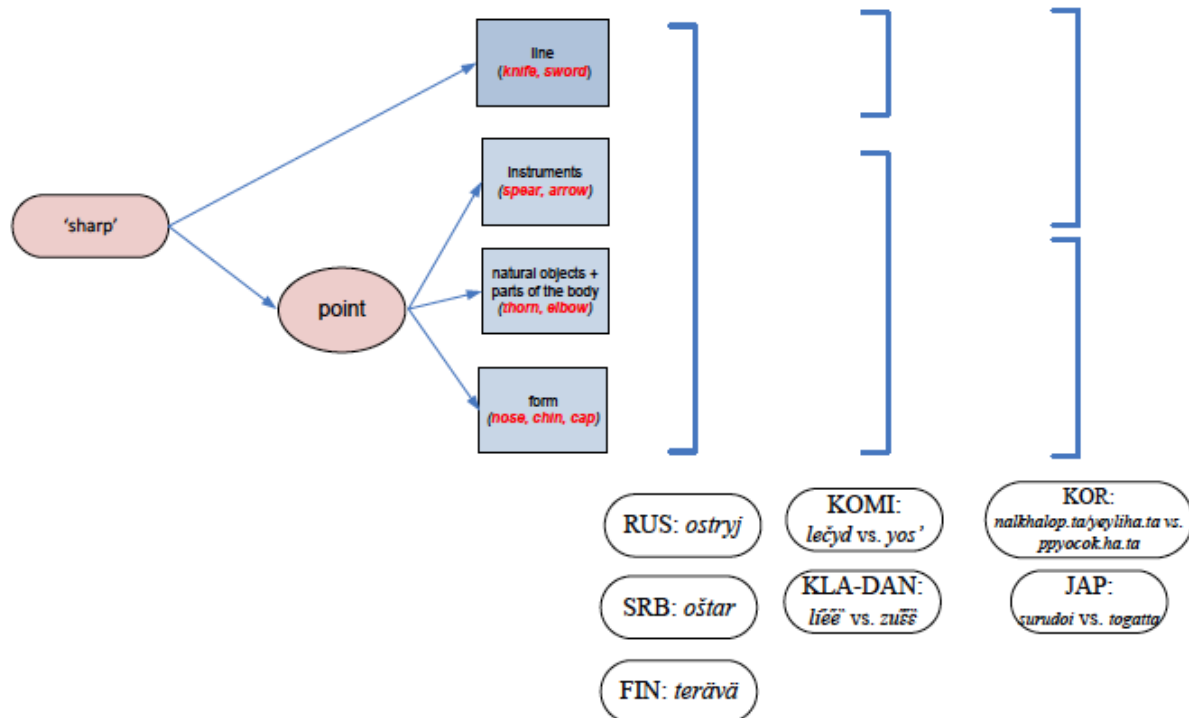 line
(knife, sword)
Instruments
(spear, arrow)
'sharp'
natural objects +
parts of the body
(thorn, elbow)
point
form
(nose, chin, cap)
RUS: ostryj
KOMI:
lečyd vs. yos’
KOR:
nalkhalop.ta/yeyliha.ta vs.
ppyocok.ha.ta
SRB: oštar
KLA-DAN:
vs.
JAP:
surudoi vs. togatta
FIN: terävä